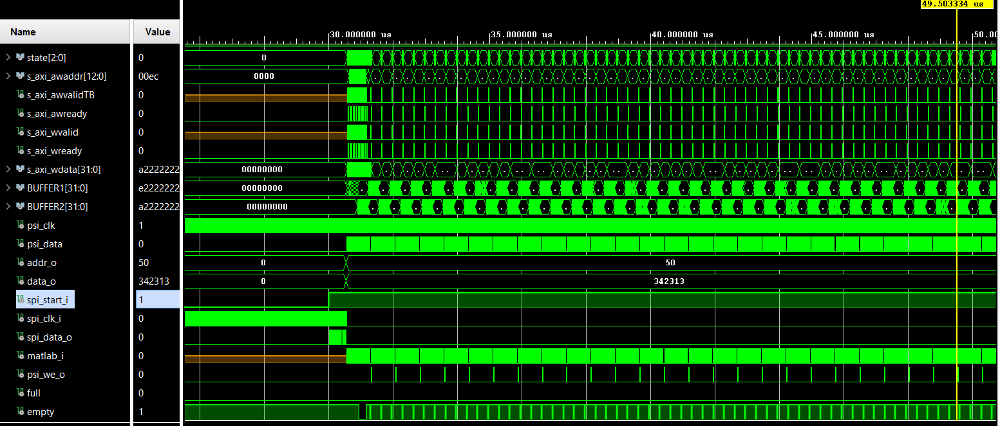 49.503334 us
Name Value
30.000000 us 35.000000 us 40.000000 us 45.000000 us 50.0
state[2:0] 0 0
s_axi_awaddr[12:0] 00ec 0000
s_axi_awvalidTB 0
s_axi_awready 0
s_axi_wvalid 0
s_axi_wready 0
s_axi_wdata[31:0] a2222222 00000000
BUFFER1[31:0] e2222222 00000000
BUFFER2[31:0] a2222222 00000000
psi_clk 1
psi_data 0
addr_o 50 0 50
data_o 342313 0 342313
spi_start_i 1
spi_clk_i 0
spi_data_o 0
matlab_i 0
psi_we_o 0
full 0
empty 1